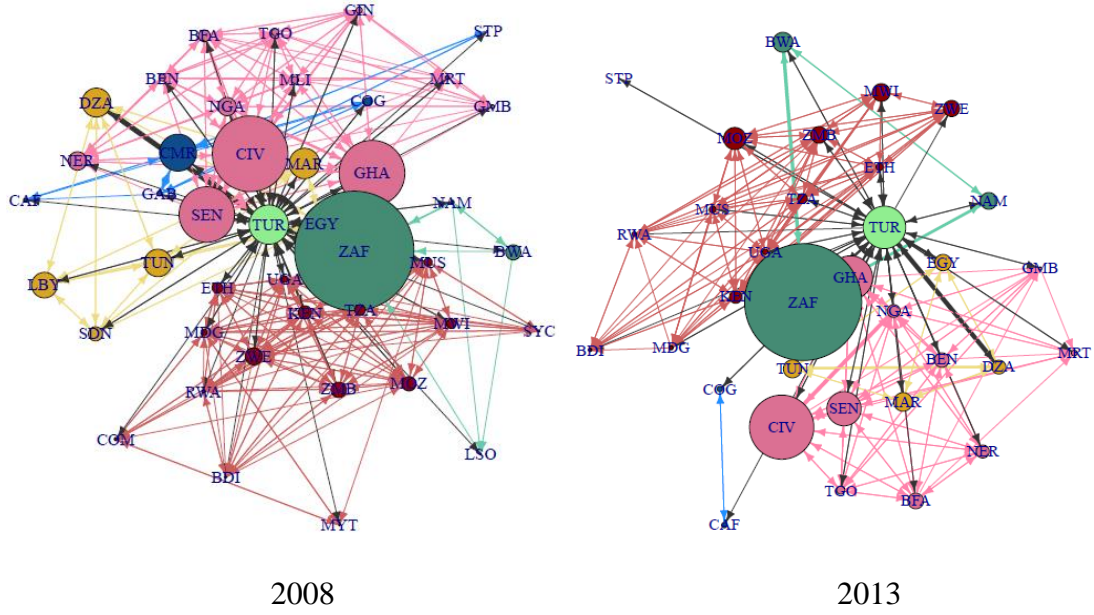 GIN
STP
BFA
TGO
BEN
MLI
MRT
DZA
NGA
COG
GMB
CMR
CIV
MAR
NER
GHA
CAF
GAB
SEN
NAM
TUR
EGY
ZAF
BWA
TUN
MUS
LBY
ETH
UGA
TZA
KEN
MWI
SYC
SDN
MDG
ZWE
RWA
ZMB
MOZ
COM
LSO
BDI
MYT
2008
BWA
STP
MWI
ZWE
MOZ
ZMB
ETH
TZA
MUS
NAM
RWA
TUR
UGA
EGY
GMB
GHA
KEN
ZAF
NGA
BDI
MDG
MRT
BEN
TUN
DZA
COG
MAR
SEN
CIV
NER
TGO
BFA
CAF
2013